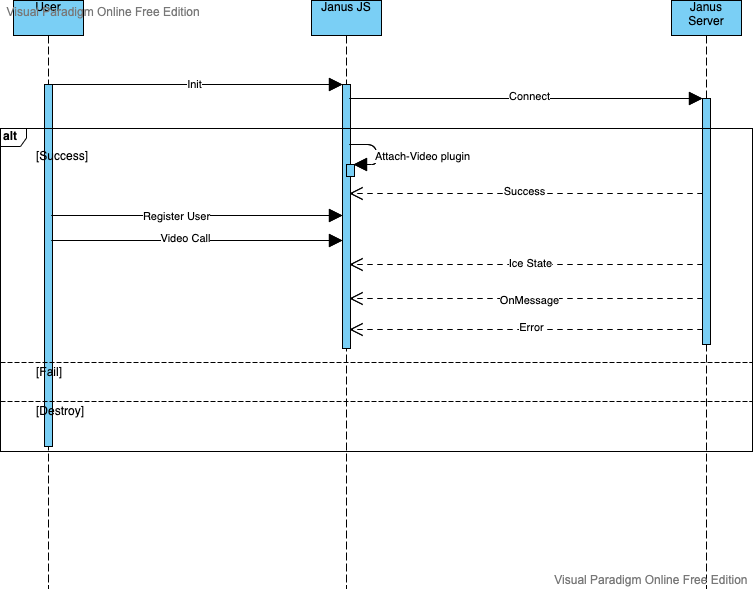 User
Visual Paradigm Online Free Edition
Janus JS
Janus
Server
Init
Connect
alt
[Success]
Attach-Video plugin
Success
Register User
Video Call
Ice State
OnMessage
Error
[Fail]
[Destroy]
Visual Paradigm Online Free Edition